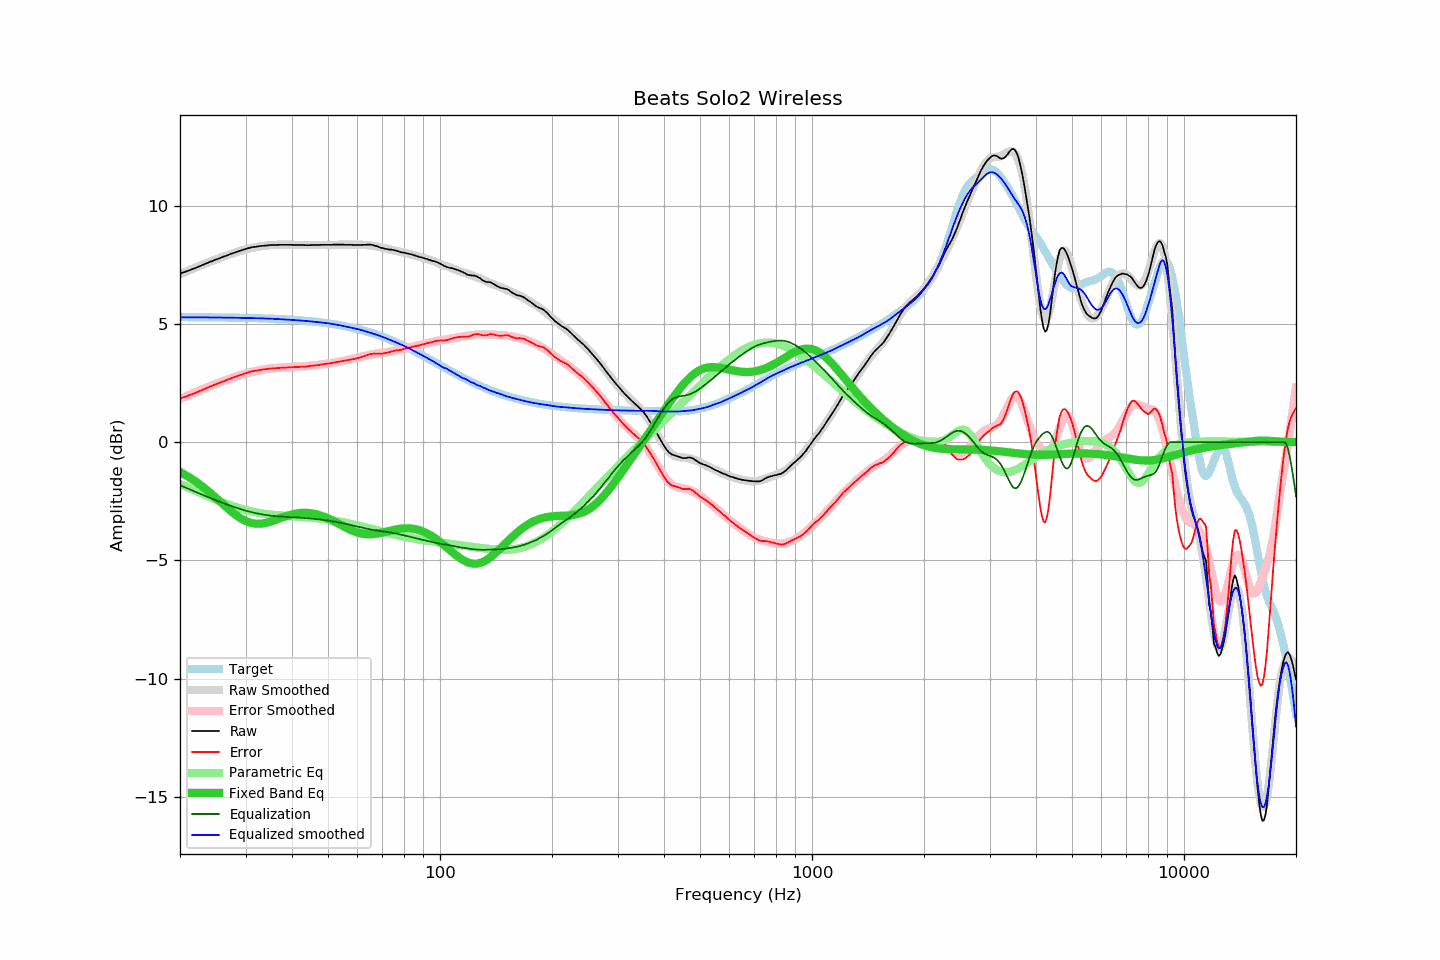 Beats Solo2 Wireless
Amplitude (dBr)
10
5
0
−5
−10
−15
Target
Raw Smoothed
Error Smoothed
Raw
Error
Parametric Eq
Fixed Band Eq
Equalization
Equalized smoothed
100
1000
10000
Frequency (Hz)